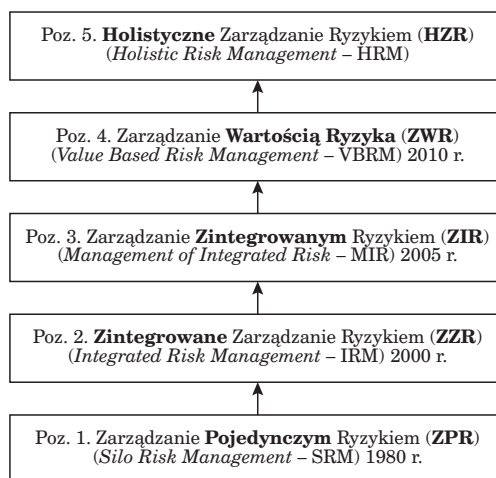 Poz. 5. Holistyczne Zarządzanie Ryzykiem (HZR)
(Holistic Risk Management – HRM)
Poz. 4. Zarządzanie Wartością Ryzyka (ZWR)
(Value Based Risk Management – VBRM) 2010 r.
Poz. 3. Zarządzanie Zintegrowanym Ryzykiem (ZIR)
(Management of Integrated Risk – MIR) 2005 r.
Poz. 2. Zintegrowane Zarządzanie Ryzykiem (ZZR)
(Integrated Risk Management – IRM) 2000 r.
Poz. 1. Zarządzanie Pojedynczym Ryzykiem (ZPR)
(Silo Risk Management – SRM) 1980 r.